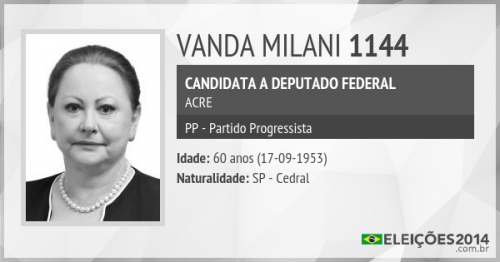 VANDA MILANI 1144
CANDIDATA A DEPUTADO FEDERAL
ACRE
PP - Partido Progressista
Idade: 60 anos (17-09-1953)
Naturalidade: SP - Cedral
ELEIÇÕES2014
.com.br